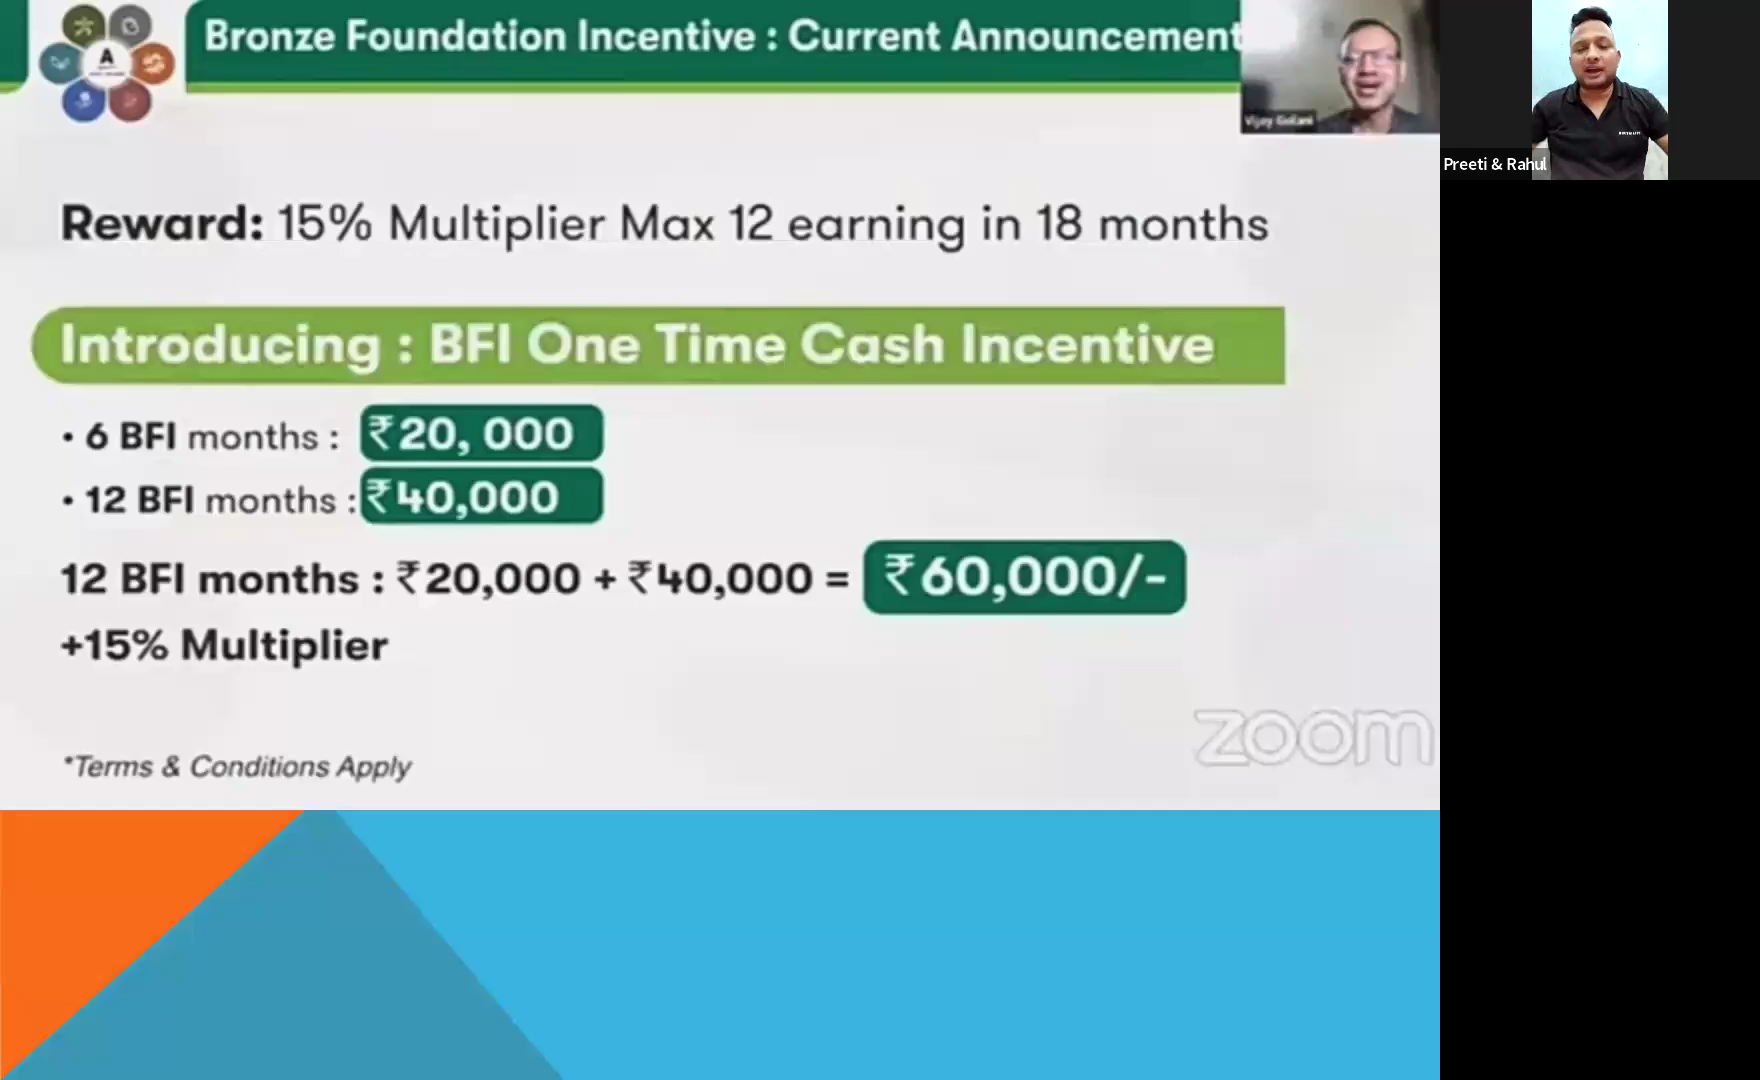 Bronze Foundation Incentive : Current Announcement
A
Vijay Golani
Preeti & Rahul
Reward: 15% Multiplier Max 12 earning in 18 months
Introducing : BFI One Time Cash Incentive
• 6 BFI months : ₹20, 000
• 12 BFI months : ₹40,000
12 BFI months : ₹20,000 + ₹40,000 = ₹60,000/-
+15% Multiplier
zoom
*Terms & Conditions Apply